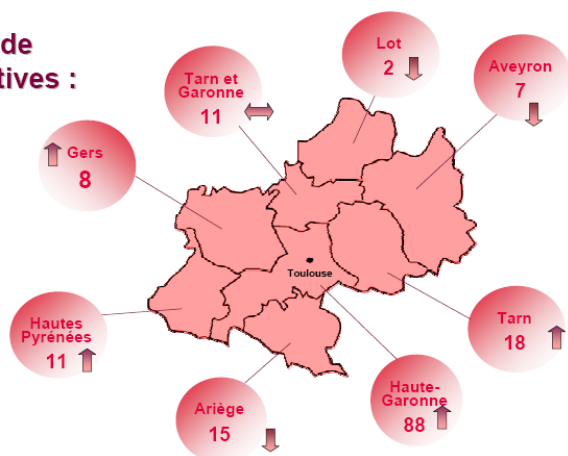 de
tives :
Lot
2
Aveyron
7
Tarn et
Garonne
11
Gers
8
Toulouse
Hautes
Pyrénées
11
Tarn
18
Ariège
15
Haute-
Garonne
88